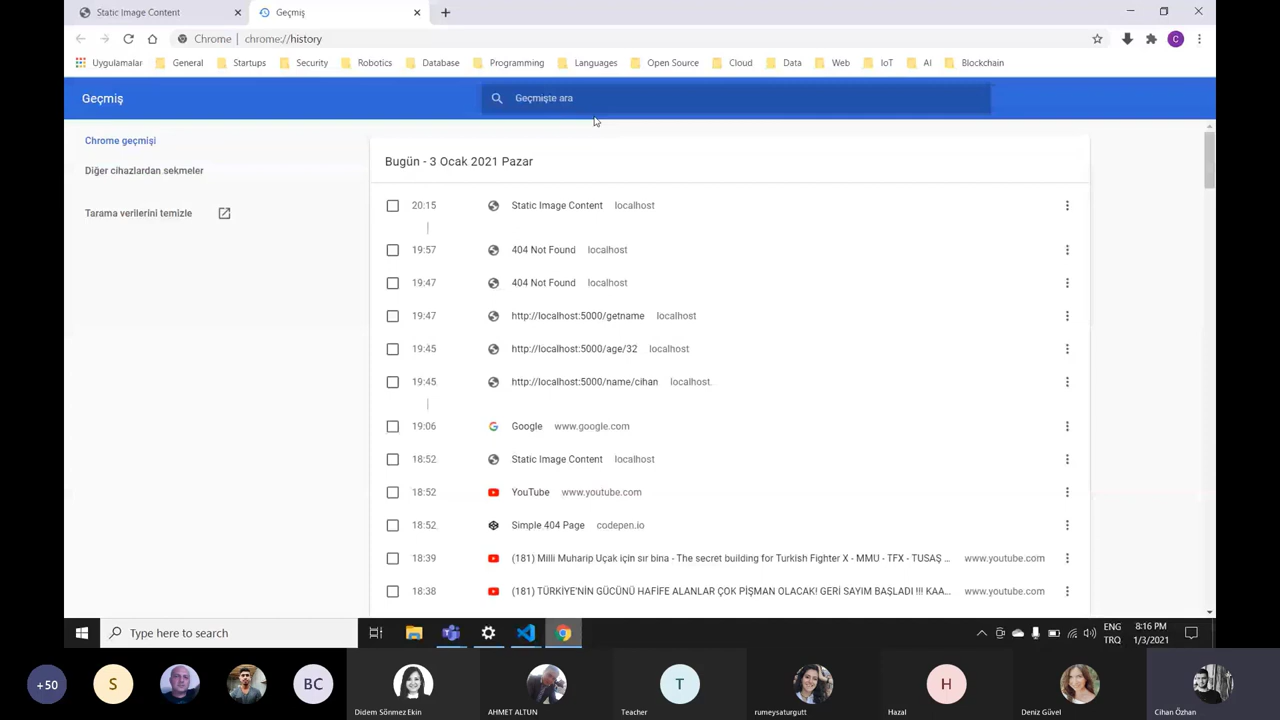 Static Image Content
Geçmiş
Chrome | chrome://history
C
Uygulamalar General Startups Security Robotics Database Programming Languages Open Source Cloud Data Web IoT AI Blockchain
Geçmiş
Geçmişte ara
Chrome geçmişi
Diğer cihazlardan sekmeler
Tarama verilerini temizle
Bugün - 3 Ocak 2021 Pazar
20:15 Static Image Content localhost
19:57 404 Not Found localhost
19:47 404 Not Found localhost
19:47 http://localhost:5000/getname localhost
19:45 http://localhost:5000/age/32 localhost
19:45 http://localhost:5000/name/cihan localhost
19:06 Google www.google.com
18:52 Static Image Content localhost
18:52 YouTube www.youtube.com
18:52 Simple 404 Page codepen.io
18:39 (181) Milli Muharip Uçak için sır bina - The secret building for Turkish Fighter X - MMU - TFX - TUSAŞ ... www.youtube.com
18:38 (181) TÜRKİYE'NİN GÜCÜNÜ HAFİFE ALANLAR ÇOK PİŞMAN OLACAK! GERİ SAYIM BAŞLADI !!! KAA... www.youtube.com
Type here to search
ENG
TRQ
8:16 PM
1/3/2021
+50
S
BC
T
H
Didem Sönmez Ekin
AHMET ALTUN
Teacher
rumeysaturgutt
Hazal
Deniz Güvel
Cihan Özhan